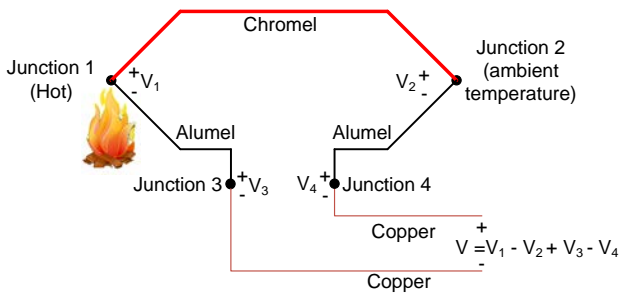 Chromel
Junction 1
(Hot)
+
-
V1
V2
+
-
Junction 2
(ambient
temperature)
Alumel
Alumel
Junction 3
+
-
V3
V4
+
-
Junction 4
Copper
+
V = V1 - V2 + V3 - V4
-
Copper